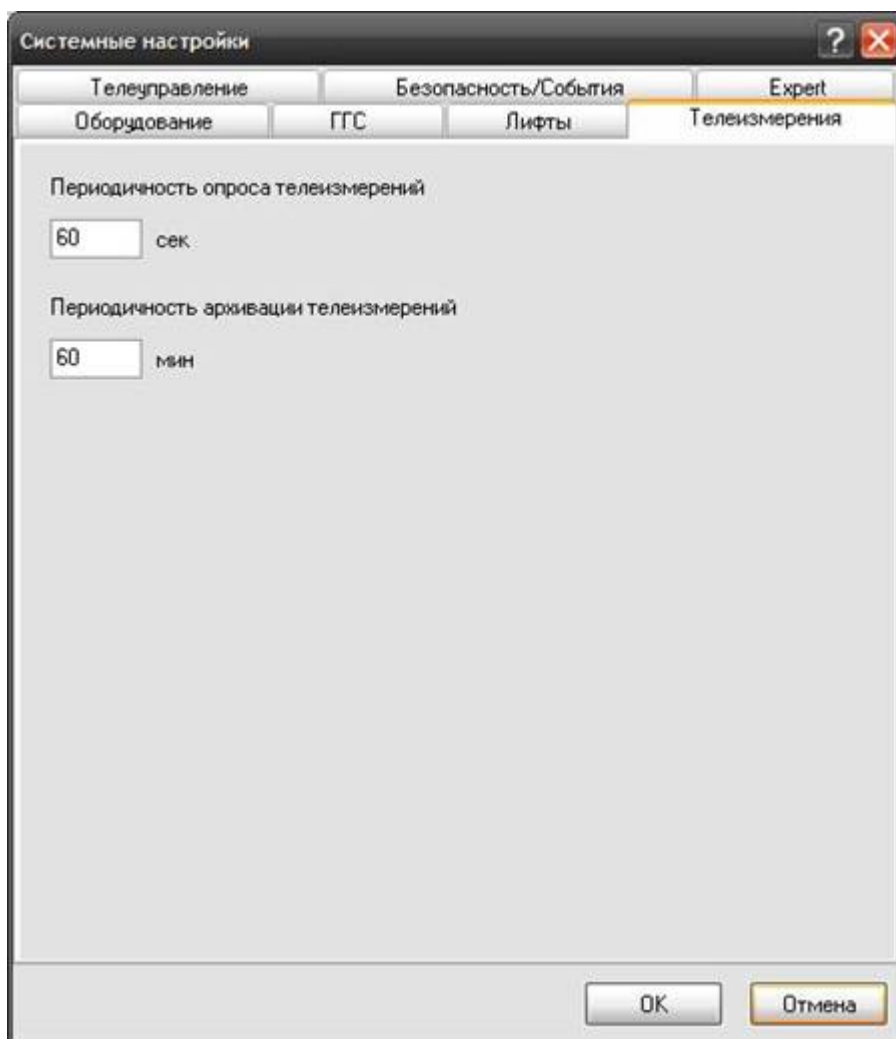 Системные настройки
Телеуправление Безопасность/События Expert
Оборудование ГГС Лифты Телеизмерения
Периодичность опроса телеизмерений
60 сек
Периодичность архивации телеизмерений
60 мин
OK Отмена